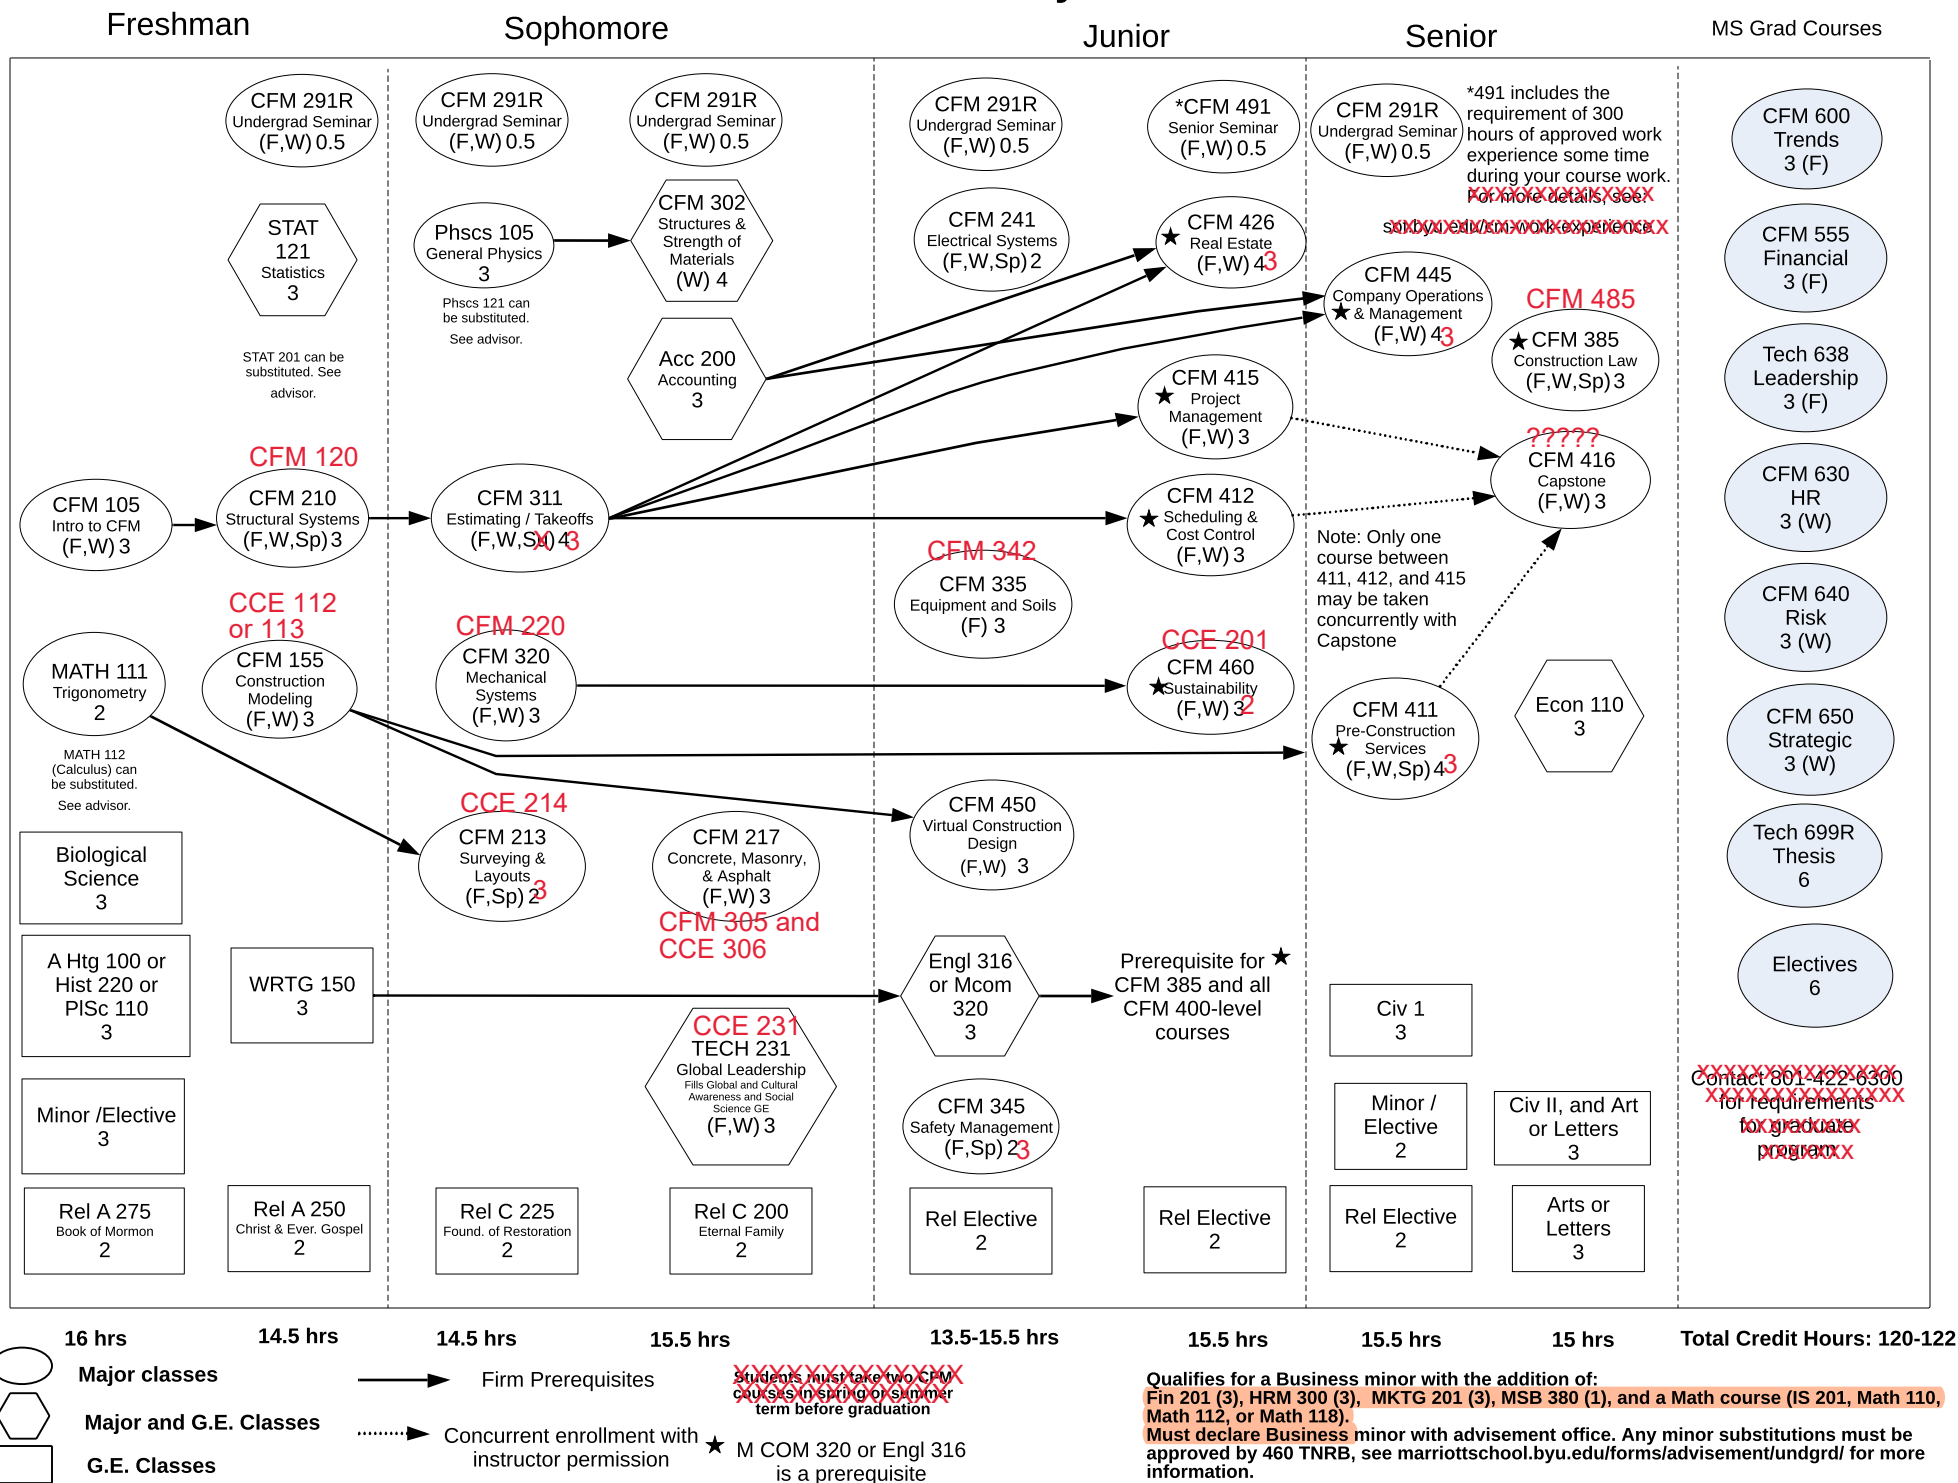 Freshman
Sophomore
Junior
Senior
MS Grad Courses
CFM 291R
Undergrad Seminar
(F,W) 0.5
CFM 291R
Undergrad Seminar
(F,W) 0.5
CFM 291R
Undergrad Seminar
(F,W) 0.5
CFM 291R
Undergrad Seminar
(F,W) 0.5
*CFM 491
Senior Seminar
(F,W) 0.5
CFM 291R
Undergrad Seminar
(F,W) 0.5
*491 includes the
requirement of 300
hours of approved work
experience some time
during your course work.
For more details, see:
XXXXXXXXXXXXXX
XXXXXXXXXXXXXXXXXXXXX
CFM 600
Trends
3 (F)
STAT
121
Statistics
3
STAT 201 can be
substituted. See
advisor.
Phscs 105
General Physics
3
Phscs 121 can
be substituted.
See advisor.
CFM 302
Structures &
Strength of
Materials
(W) 4
Acc 200
Accounting
3
CFM 241
Electrical Systems
(F,W,Sp) 2
CFM 426
Real Estate
(F,W) 4
3
CFM 445
Company Operations
& Management
(F,W) 4
3
CFM 485
CFM 385
Construction Law
(F,W,Sp) 3
CFM 555
Financial
3 (F)
Tech 638
Leadership
3 (F)
CFM 415
Project
Management
(F,W) 3
?????
CFM 416
Capstone
(F,W) 3
CFM 105
Intro to CFM
(F,W) 3
CFM 120
CFM 210
Structural Systems
(F,W,Sp) 3
CFM 311
Estimating / Takeoffs
(F,W,Su) 4
X 3
CFM 412
Scheduling &
Cost Control
(F,W) 3
CFM 630
HR
3 (W)
Note: Only one
course between
411, 412, and 415
may be taken
concurrently with
Capstone
CFM 342
CFM 335
Equipment and Soils
(F) 3
CFM 640
Risk
3 (W)
MATH 111
Trigonometry
2
MATH 112
(Calculus) can
be substituted.
See advisor.
CCE 112
or 113
CFM 155
Construction
Modeling
(F,W) 3
CFM 220
CFM 320
Mechanical
Systems
(F,W) 3
CCE 201
CFM 460
Sustainability
(F,W) 3
2
CFM 411
Pre-Construction
Services
(F,W,Sp) 4
3
Econ 110
3
CFM 650
Strategic
3 (W)
CCE 214
CFM 213
Surveying &
Layouts
(F,Sp) 2
3
CFM 217
Concrete, Masonry,
& Asphalt
(F,W) 3
CFM 305 and
CCE 306
CFM 450
Virtual Construction
Design
(F,W) 3
Tech 699R
Thesis
6
Biological
Science
3
A Htg 100 or
Hist 220 or
PlSc 110
3
WRTG 150
3
Engl 316
or Mcom
320
3
Prerequisite for
CFM 385 and all
CFM 400-level
courses
Civ 1
3
Electives
6
CCE 231
TECH 231
Global Leadership
Fills Global and Cultural
Awareness and Social
Science GE
(F,W) 3
Minor /Elective
3
CFM 345
Safety Management
(F,Sp) 2
3
Minor /
Elective
2
Civ II, and Art
or Letters
3
Contact 801-422-6300
XXXXXXXXXXXXXXX
for requirements
XXXXXXXXXXXXXXX
for graduate
XXXXXXXXX
program
XXXXXXX
Rel A 275
Book of Mormon
2
Rel A 250
Christ & Ever. Gospel
2
Rel C 225
Found. of Restoration
2
Rel C 200
Eternal Family
2
Rel Elective
2
Rel Elective
2
Rel Elective
2
Arts or
Letters
3
16 hrs
14.5 hrs
14.5 hrs
15.5 hrs
13.5-15.5 hrs
15.5 hrs
15.5 hrs
15 hrs
Total Credit Hours: 120-122
Major classes
Major and G.E. Classes
G.E. Classes
Firm Prerequisites
Concurrent enrollment with
instructor permission
Students must take two CFM
XXXXXXXXXXXXX
courses in spring or summer
XXXXXXXXXXXX
term before graduation
M COM 320 or Engl 316
is a prerequisite
Qualifies for a Business minor with the addition of:
Fin 201 (3), HRM 300 (3), MKTG 201 (3), MSB 380 (1), and a Math course (IS 201, Math 110,
Math 112, or Math 118).
Must declare Business minor with advisement office. Any minor substitutions must be
approved by 460 TNRB, see marriottschool.byu.edu/forms/advisement/undgrd/ for more
information.